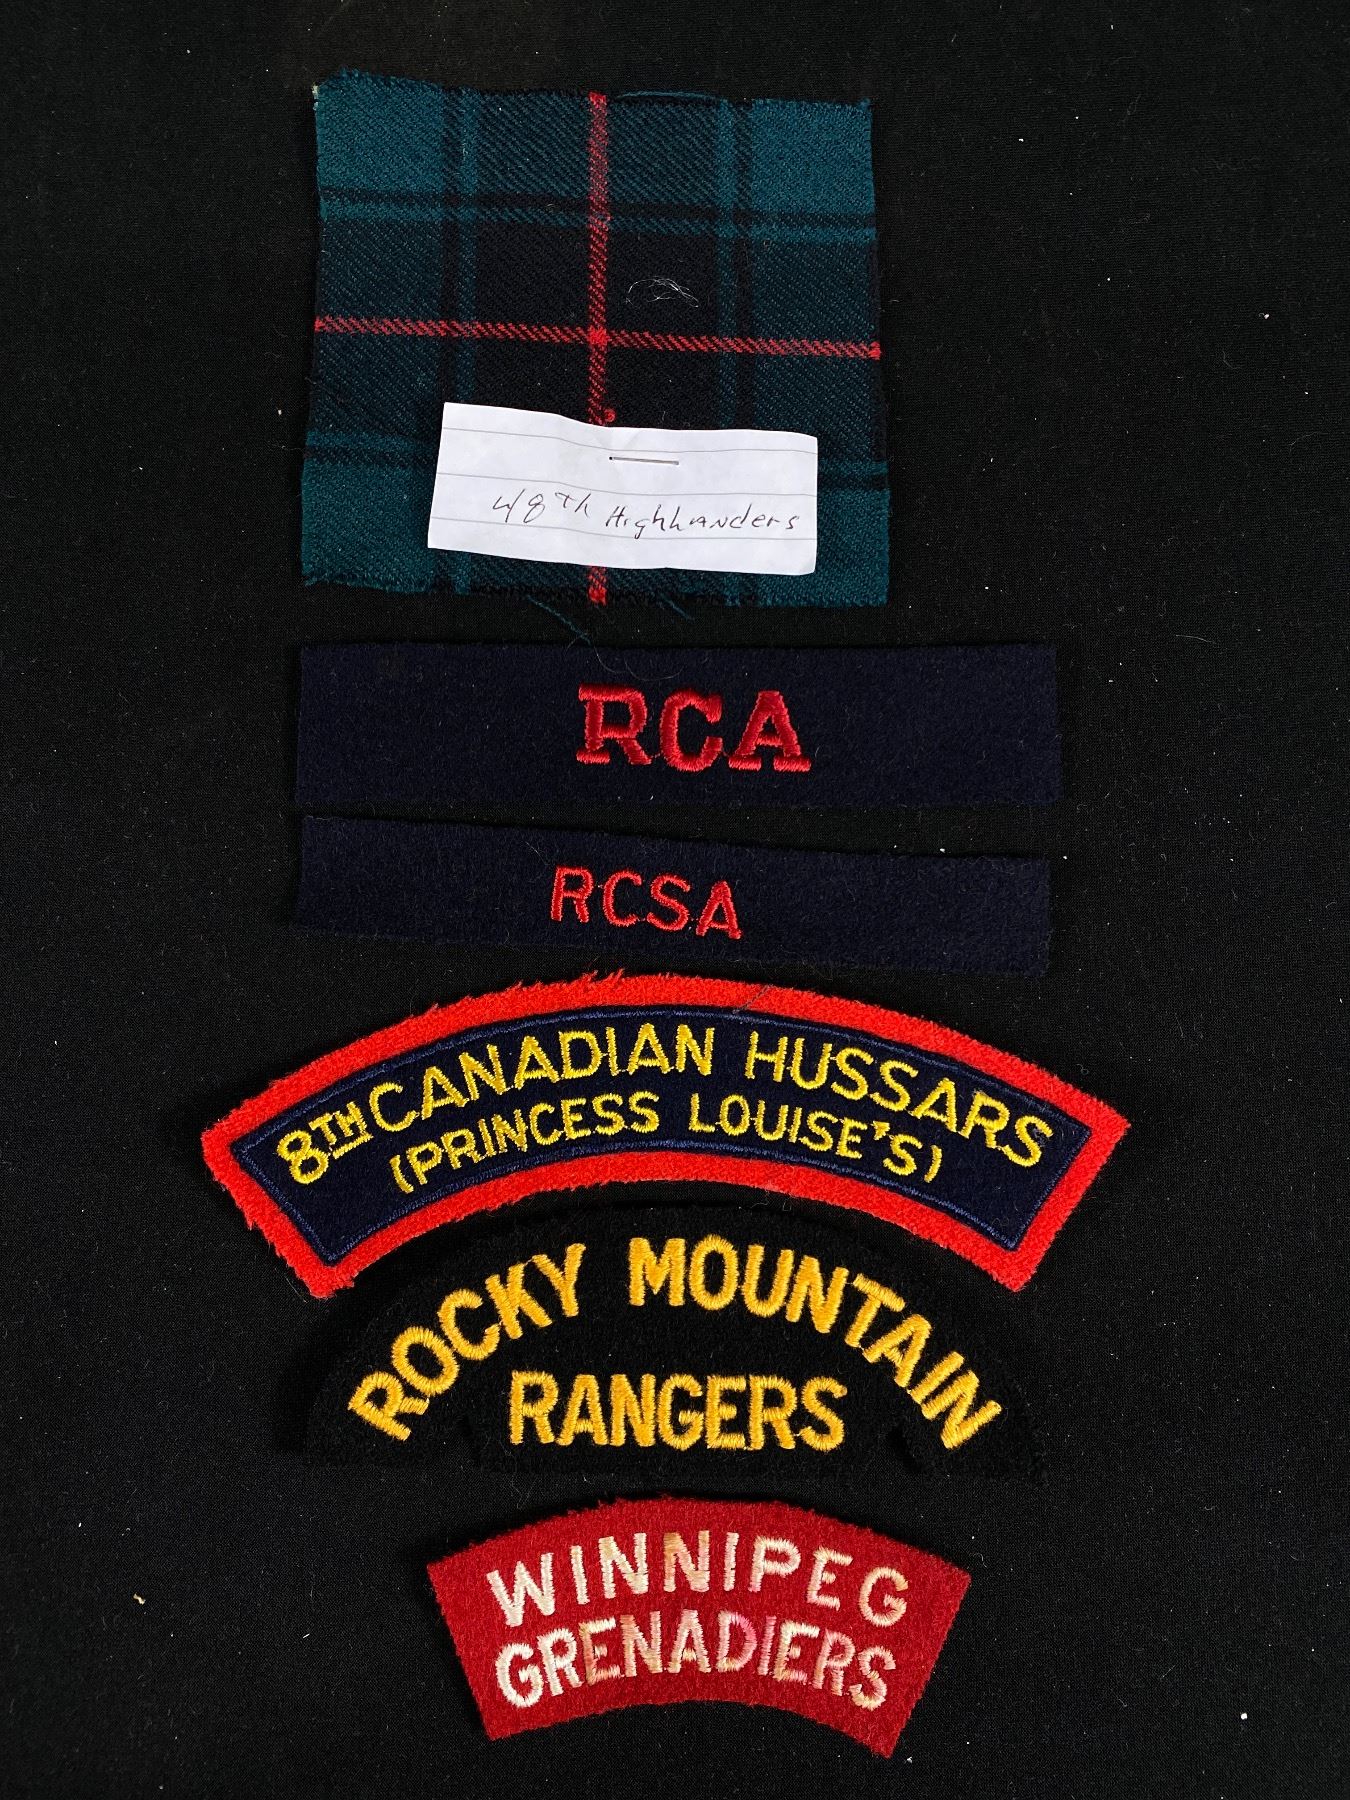 48th Highlanders
RCA
RCSA
8TH CANADIAN HUSSARS
(PRINCESS LOUISE'S)
ROCKY MOUNTAIN
RANGERS
WINNIPEG
GRENADIERS